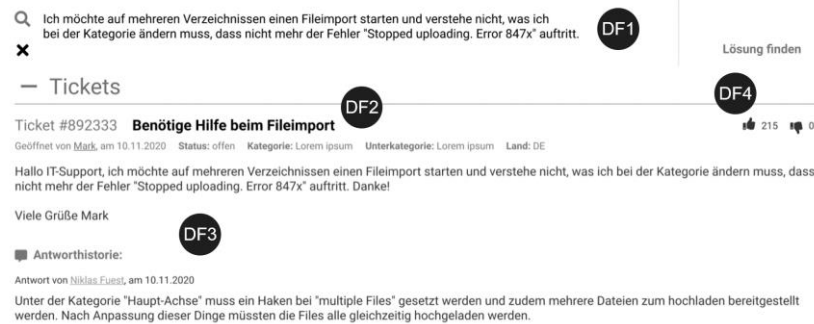 Ich möchte auf mehreren Verzeichnissen einen Fileimport starten und verstehe nicht, was ich
bei der Kategorie ändern muss, dass nicht mehr der Fehler "Stopped uploading. Error 847x" auftritt.
DF1
Lösung finden
Tickets
DF2
DF4
Ticket #892333 Benötige Hilfe beim Fileimport
215 0
Geöffnet von Mark, am 10.11.2020 Status: offen Kategorie: Lorem ipsum Unterkategorie: Lorem ipsum Land: DE
Hallo IT-Support, ich möchte auf mehreren Verzeichnissen einen Fileimport starten und verstehe nicht, was ich bei der Kategorie ändern muss, dass
nicht mehr der Fehler "Stopped uploading. Error 847x" auftritt. Danke!
Viele Grüße Mark
DF3
Antworthistorie:
Antwort von Niklas Fuest, am 10.11.2020
Unter der Kategorie "Haupt-Achse" muss ein Haken bei "multiple Files" gesetzt werden und zudem mehrere Dateien zum hochladen bereitgestellt
werden. Nach Anpassung dieser Dinge müssten die Files alle gleichzeitig hochgeladen werden.